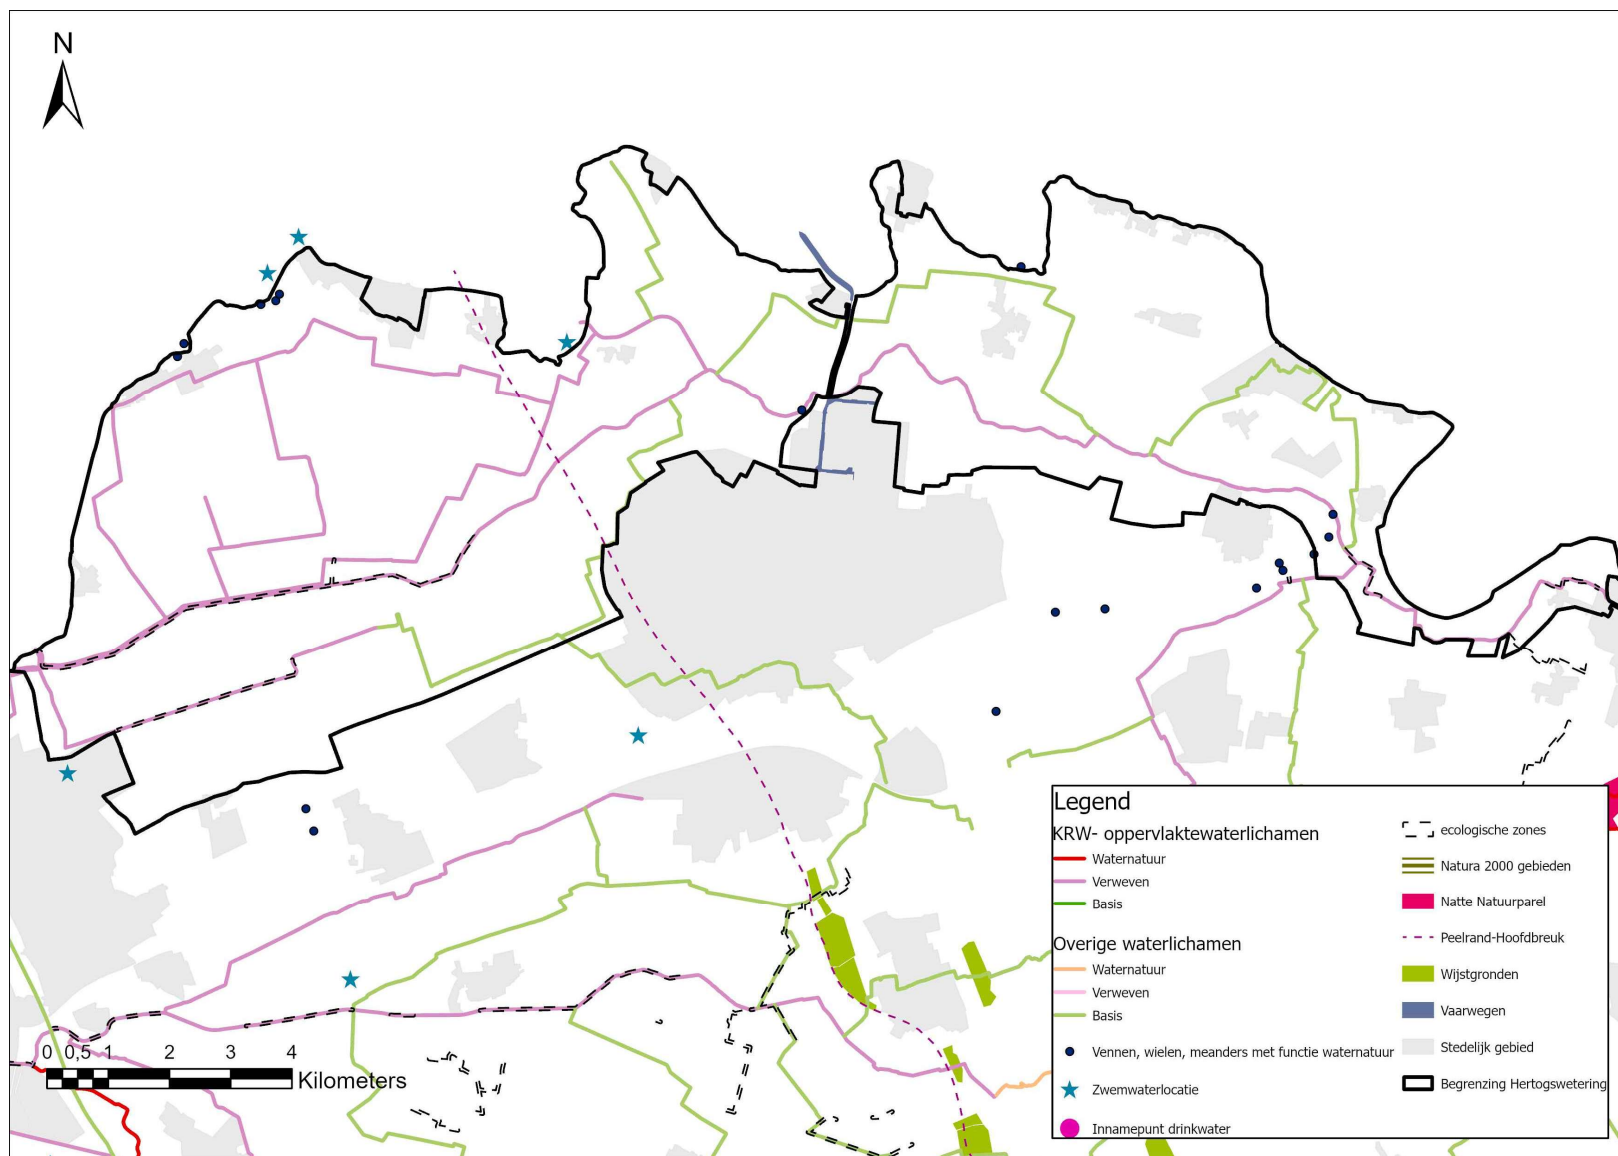 N
Legend
KRW- oppervlaktewaterlichamen
Waternatuur
Verweven
Basis
Overige waterlichamen
Waternatuur
Verweven
Basis
Vennen, wielen, meanders met functie waternatuur
Zwemwaterlocatie
Innamepunt drinkwater
ecologische zones
Natura 2000 gebieden
Natte Natuurparel
Peelrand-Hoofdbreuk
Wijstgronden
Vaarwegen
Stedelijk gebied
Begrenzing Hertogswetering
0 0,5 1 2 3 4
Kilometers